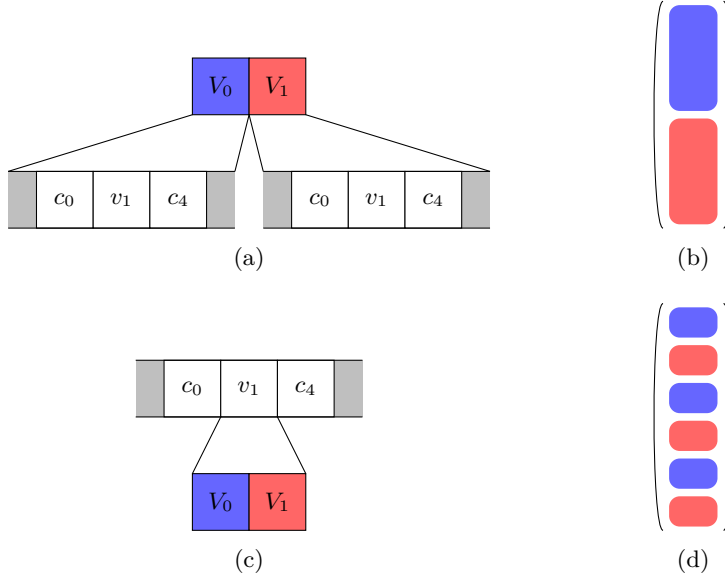 V₀ V₁
c₀ v₁ c₄ c₀ v₁ c₄
(a) (b)
c₀ v₁ c₄
V₀ V₁
(c) (d)